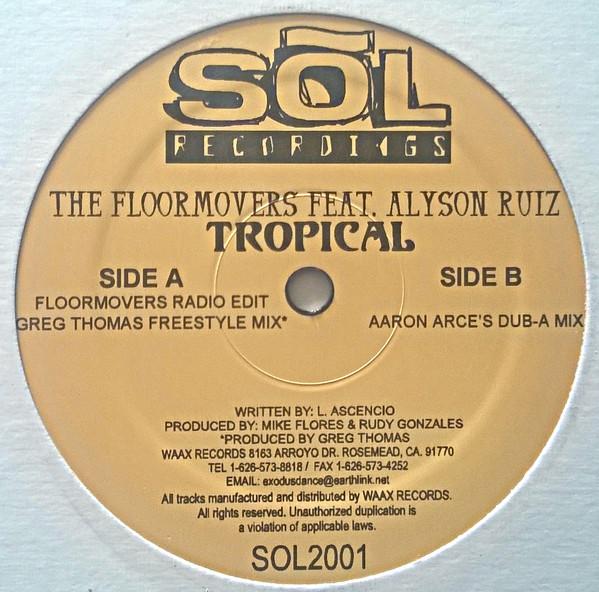 SOL
RECORDINGS
THE FLOORMOVERS FEAT. ALYSON RUIZ
TROPICAL
SIDE A
FLOORMOVERS RADIO EDIT
GREG THOMAS FREESTYLE MIX*
SIDE B
AARON ARCE'S DUB-A MIX
WRITTEN BY: L. ASCENCIO
PRODUCED BY: MIKE FLORES & RUDY GONZALES
*PRODUCED BY GREG THOMAS
WAAX RECORDS 8163 ARROYO DR. ROSEMEAD, CA. 91770
TEL 1-626-573-8818 / FAX 1-626-573-4252
EMAIL: exodusdance@earthlink.net
All tracks manufactured and distributed by WAAX RECORDS.
All rights reserved. Unauthorized duplication is
a violation of applicable laws.
SOL2001